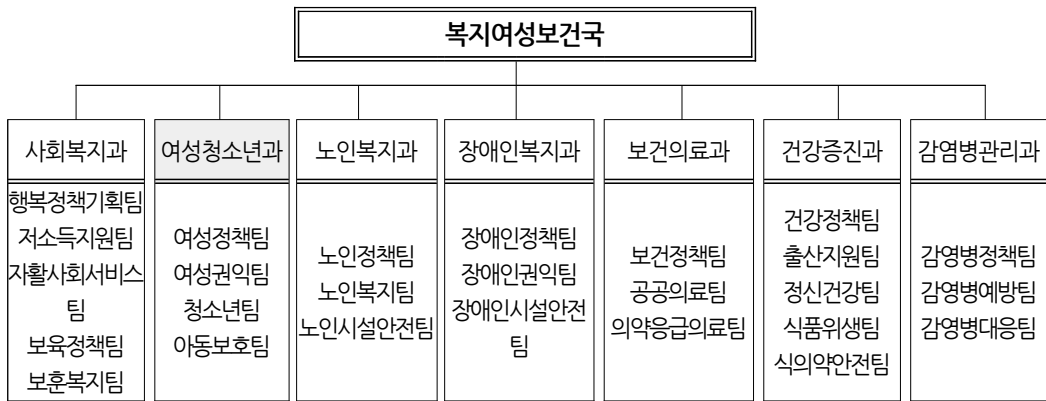 복지여성보건국
사회복지과
행복정책기획팀
저소득지원팀
자활사회서비스
팀
보육정책팀
보훈복지팀
여성청소년과
여성정책팀
여성권익팀
청소년팀
아동보호팀
노인복지과
노인정책팀
노인복지팀
노인시설안전팀
장애인복지과
장애인정책팀
장애인권익팀
장애인시설안전
팀
보건의료과
보건정책팀
공공의료팀
의약응급의료팀
건강증진과
건강정책팀
출산지원팀
정신건강팀
식품위생팀
식의약안전팀
감염병관리과
감영병정책팀
감영병예방팀
감영병대응팀